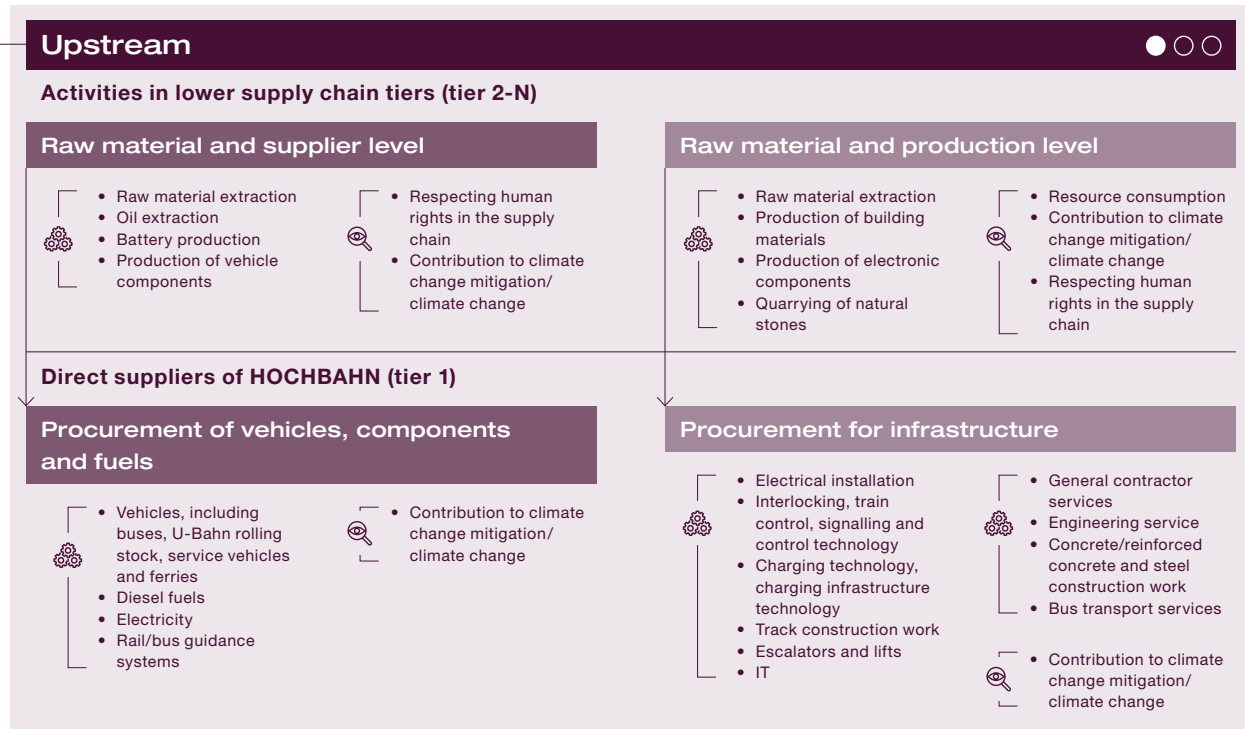 Upstream
Activities in lower supply chain tiers (tier 2-N)
Raw material and supplier level
• Raw material extraction
• Oil extraction
• Battery production
• Production of vehicle
components
• Respecting human
rights in the supply
chain
• Contribution to climate
change mitigation/
climate change
Raw material and production level
• Raw material extraction
• Production of building
materials
• Production of electronic
components
• Quarrying of natural
stones
• Resource consumption
• Contribution to climate
change mitigation/
climate change
• Respecting human
rights in the supply
chain
Direct suppliers of HOCHBAHN (tier 1)
Procurement of vehicles, components
and fuels
• Vehicles, including
buses, U-Bahn rolling
stock, service vehicles
and ferries
• Diesel fuels
• Electricity
• Rail/bus guidance
systems
• Contribution to climate
change mitigation/
climate change
Procurement for infrastructure
• Electrical installation
• Interlocking, train
control, signalling and
control technology
• Charging technology,
charging infrastructure
technology
• Track construction work
• Escalators and lifts
• IT
• General contractor
services
• Engineering service
• Concrete/reinforced
concrete and steel
construction work
• Bus transport services
• Contribution to climate
change mitigation/
climate change